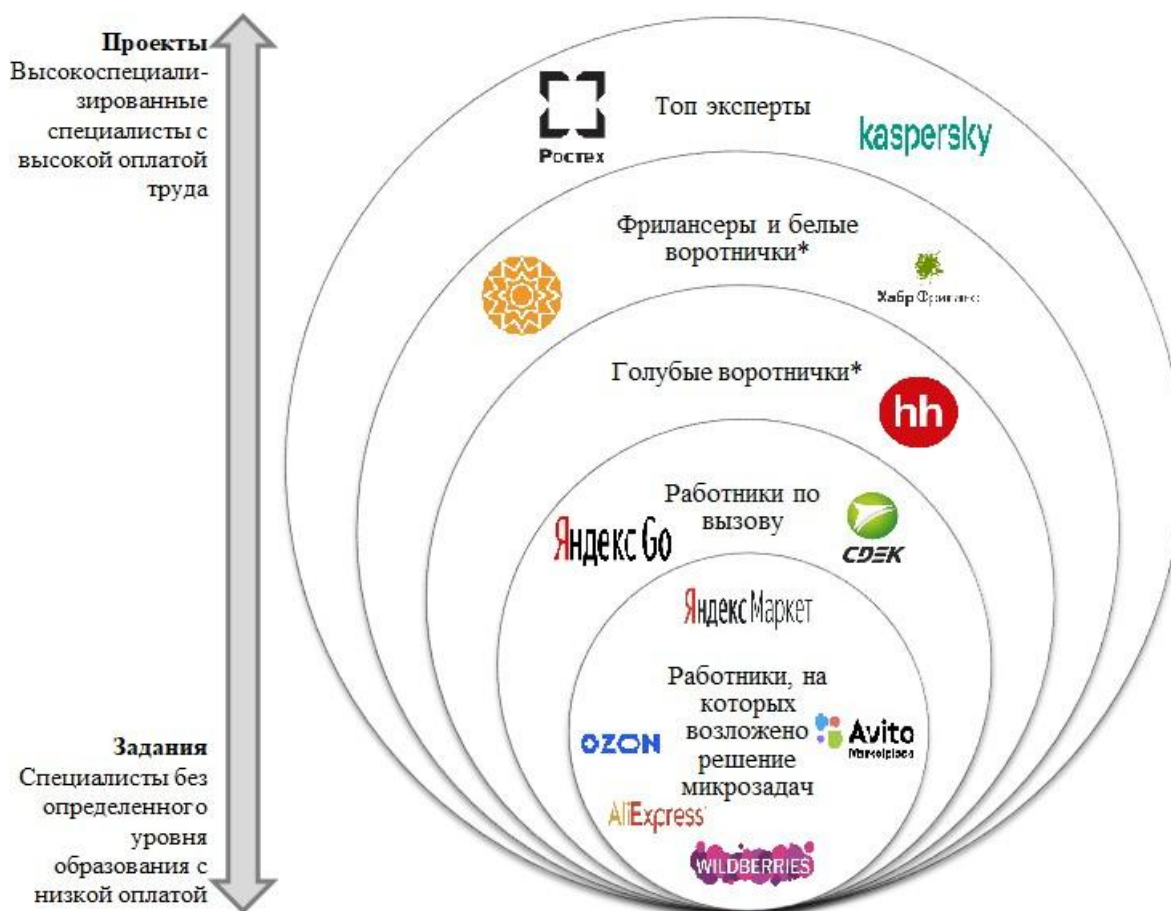 Проекты
Высокоспециали-
зированные
специалисты с
высокой оплатой
труда
Топ эксперты
Ростех
kaspersky
Фрилансеры и белые
воротнички*
Хабр Фриланс
Голубые воротнички*
hh
Работники по
вызову
Яндекс Go
CDEK
Яндекс Маркет
Работники, на
которых
возложено
решение
микрозадач
OZON
Avito
Marketplace
AliExpress
WILDBERRIES
Задания
Специалисты без
определенного
уровня
образования с
низкой оплатой